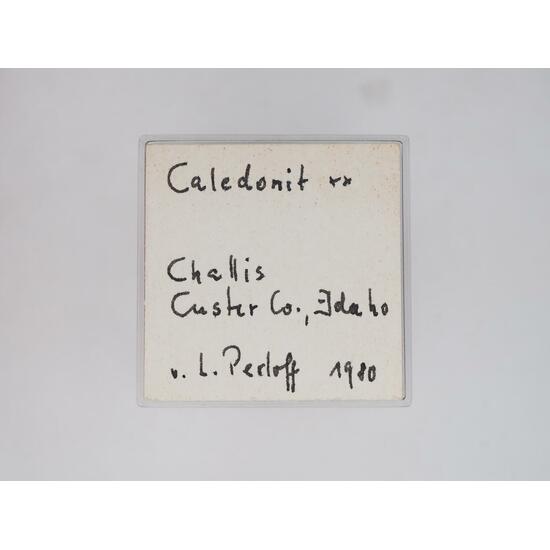 Caledonit xx
Challis
Custer Co., Idaho
v. L. Perloff 1980